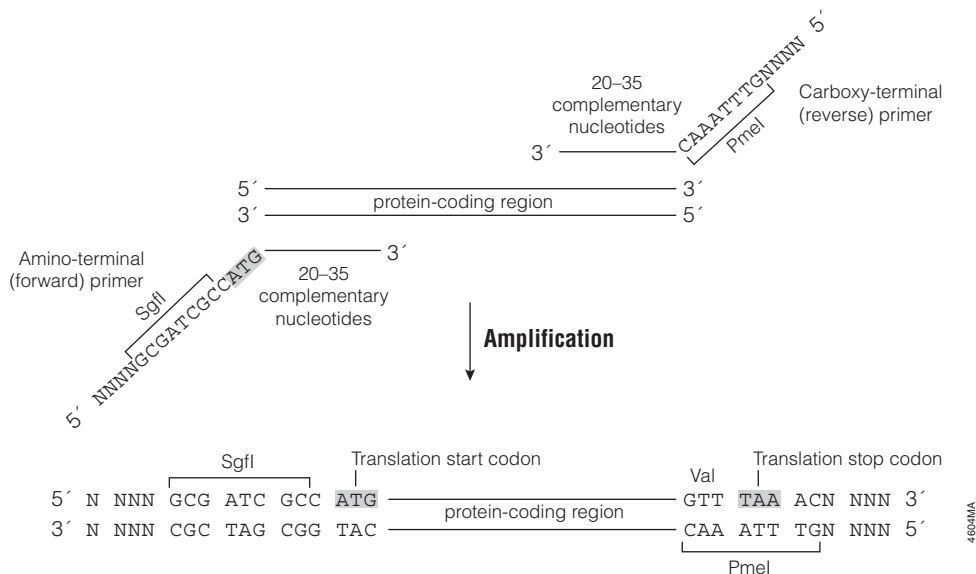 5´
CAAATTTGNNNN
PmeI
Carboxy-terminal
(reverse) primer
20–35
complementary
nucleotides
3´
5´ 3´
protein-coding region
3´ 5´
Amino-terminal
(forward) primer
3´
ATG
20–35
complementary
nucleotides
SgfI
NNNNGCGATCGCC
5´
Amplification
SgfI
Translation start codon
Val
Translation stop codon
5´ N NNN GCG ATC GCC ATG GTT TAA ACN NNN 3´
protein-coding region
3´ N NNN CGC TAG CGG TAC CAA ATT TGN NNN 5´
PmeI
4604MA